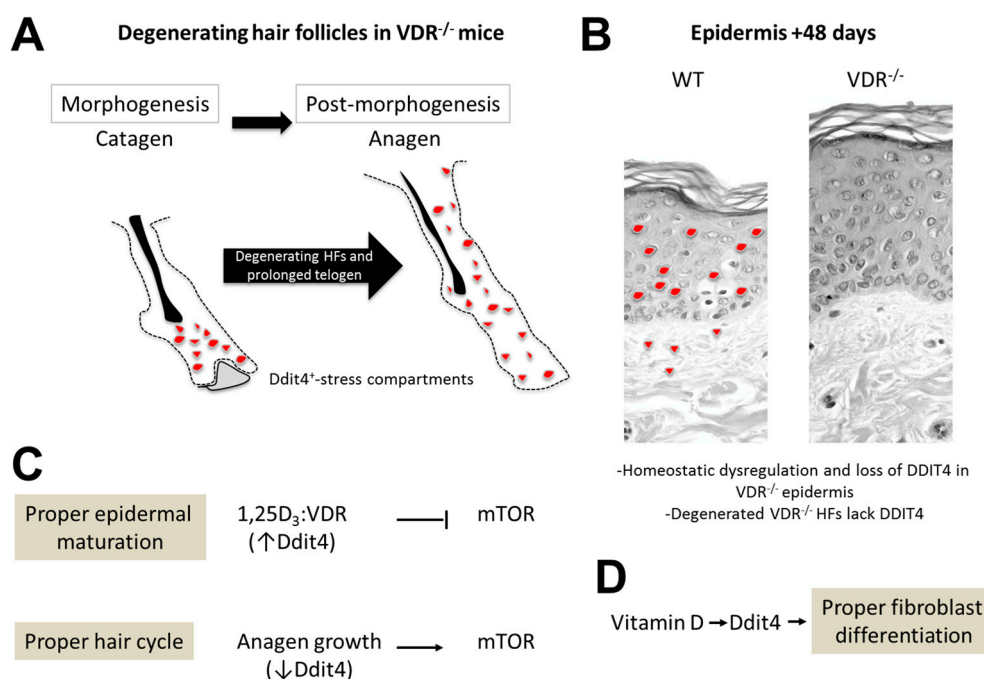 A
Degenerating hair follicles in VDR-/- mice
Morphogenesis
Catagen
Post-morphogenesis
Anagen
Degenerating HFs and
prolonged telogen
Ddit4+-stress compartments
B
Epidermis +48 days
WT
VDR-/-
-Homeostatic dysregulation and loss of DDIT4 in
VDR-/- epidermis
-Degenerated VDR-/- HFs lack DDIT4
C
Proper epidermal
maturation
1,25D3:VDR
(↑Ddit4)
mTOR
Proper hair cycle
Anagen growth
(↓Ddit4)
mTOR
D
Vitamin D → Ddit4 →
Proper fibroblast
differentiation